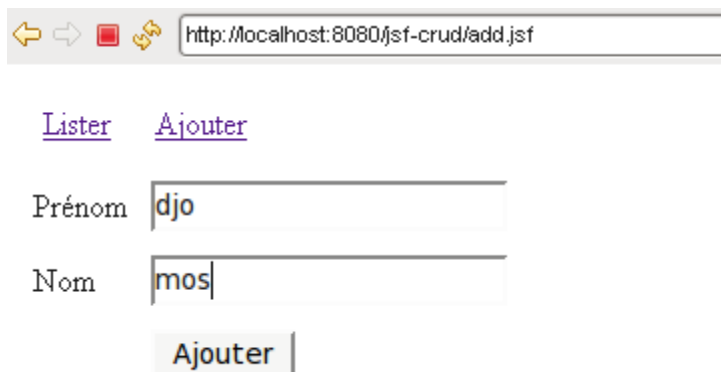 http://localhost:8080/jsf-crud/add.jsf
Lister Ajouter
Prénom djo
Nom mos
Ajouter